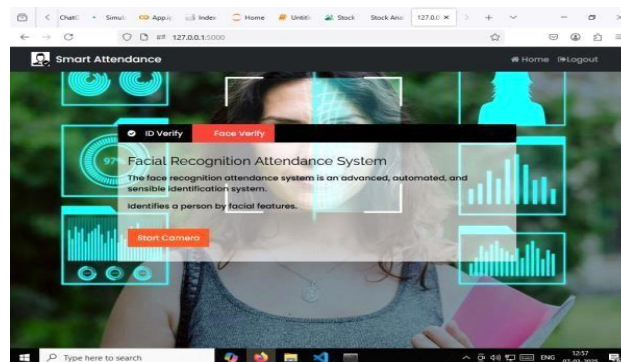 ChatG
Simul
App.i
Index
Home
Untitl
Stock
Stock Ana
127.0.0
127.0.0.1:5000
Smart Attendance
Home
Logout
ID Verify
Face Verify
97
Facial Recognition Attendance System
The face recognition attendance system is an advanced, automated, and
sensible identification system.
Identifies a person by facial features.
Start Camera
Type here to search
ENG
12:57
07-03-2025